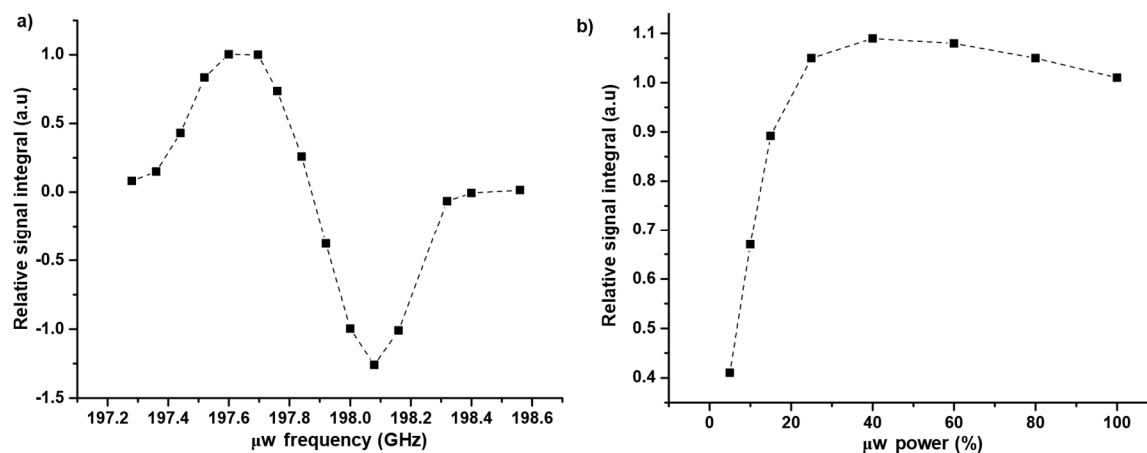 a)
Relative signal integral (a.u)
1.0
0.5
0.0
-0.5
-1.0
-1.5
197.2 197.4 197.6 197.8 198.0 198.2 198.4 198.6
μw frequency (GHz)
b)
Relative signal integral (a.u)
1.1
1.0
0.9
0.8
0.7
0.6
0.5
0.4
0 20 40 60 80 100
μw power (%)